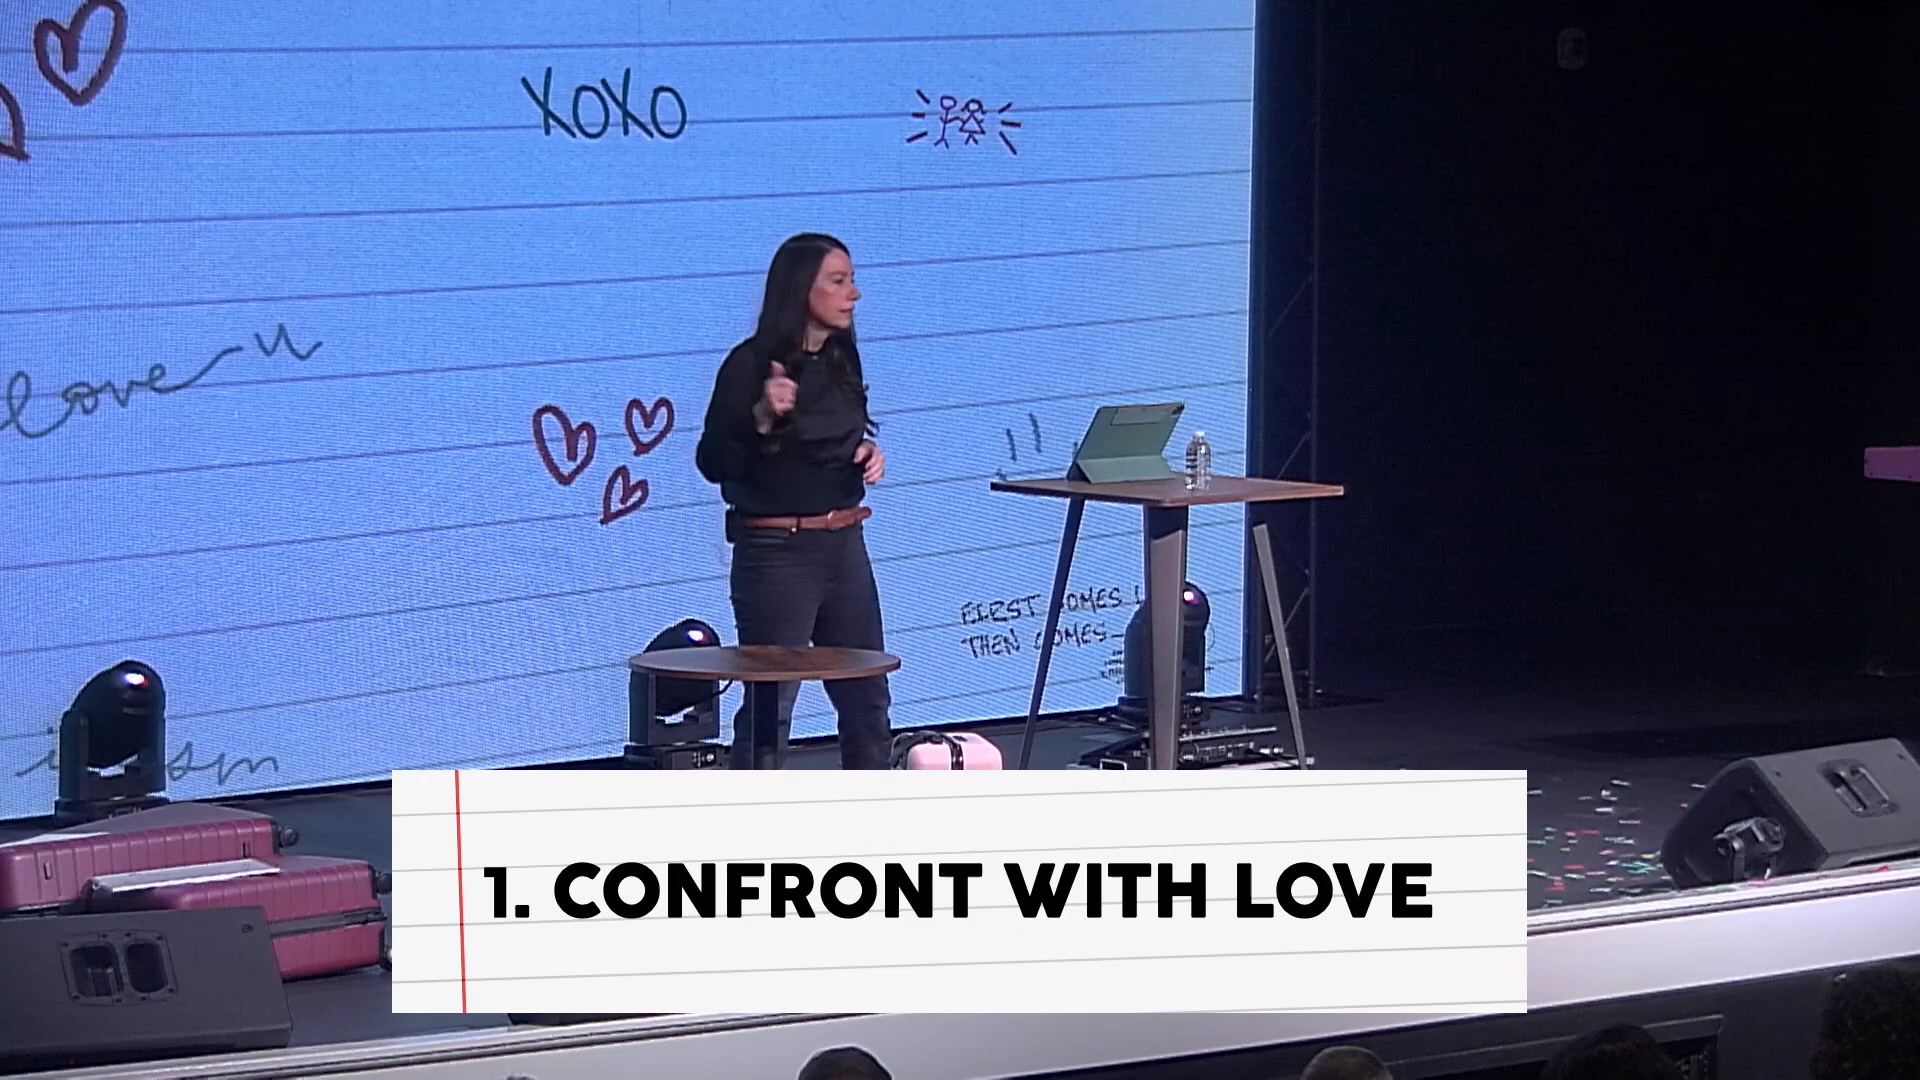 XOXO
love u
FIRST COMES
THEN COMES
1. CONFRONT WITH LOVE